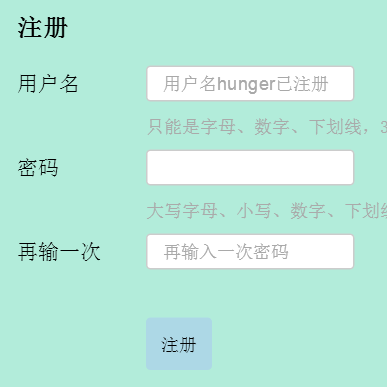 注册
用户名
用户名hunger已注册
只能是字母、数字、下划线，3
密码
大写字母、小写、数字、下划线
再输一次
再输入一次密码
注册